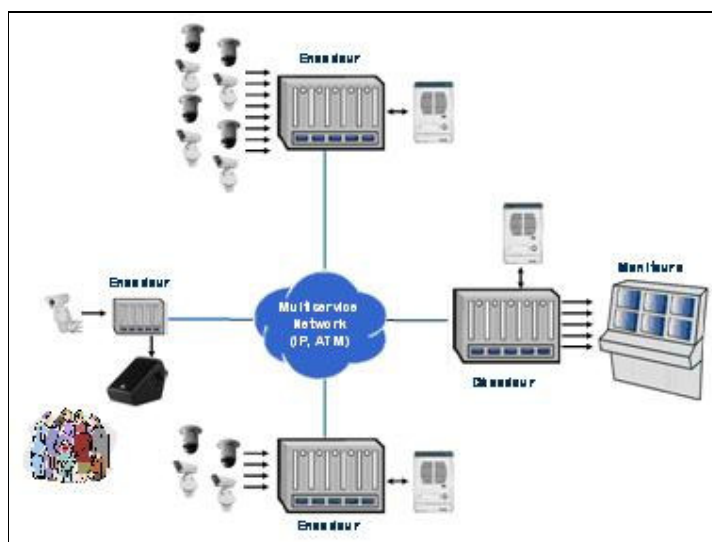 Encodeur
Moniteurs
Encodeur
Multiservice
Network
(IP, ATM)
Décodeur
Encodeur